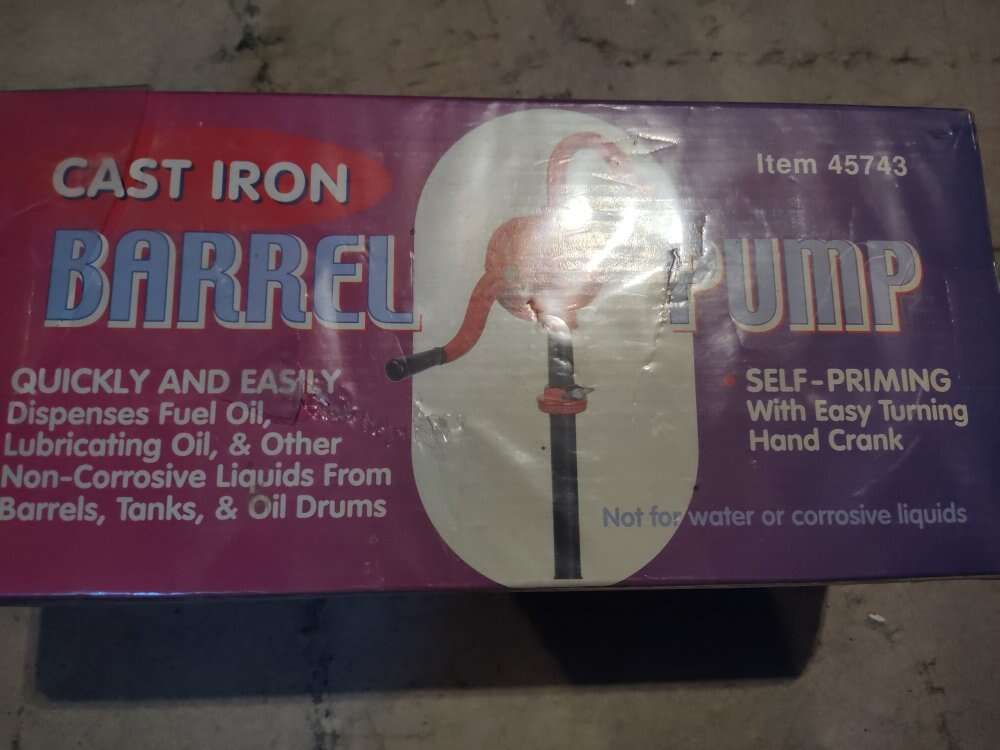 CAST IRON
BARREL PUMP
Item 45743
QUICKLY AND EASILY
Dispenses Fuel Oil,
Lubricating Oil, & Other
Non-Corrosive Liquids From
Barrels, Tanks, & Oil Drums
• SELF-PRIMING
With Easy Turning
Hand Crank
Not for water or corrosive liquids